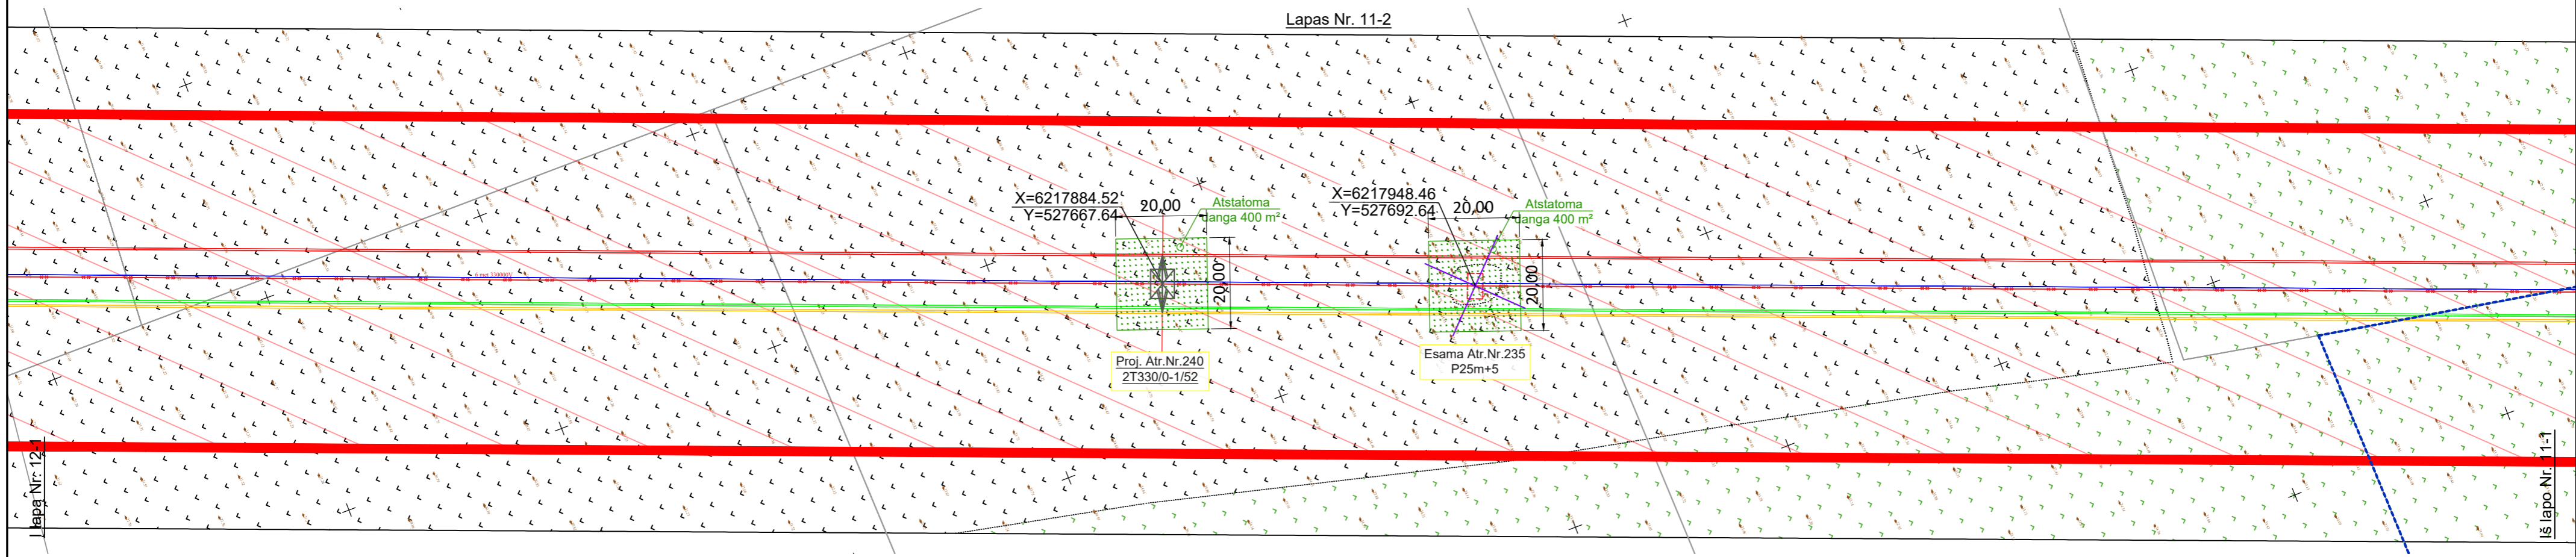 Lapas Nr. 11-2
X=6217884.52
Y=527667.64
20,00
Atstatoma
danga 400 m²
20,00
X=6217948.46
Y=527692.64
20,00
Atstatoma
danga 400 m²
20,00
Proj. Atr.Nr.240
2T330/0-1/52
Esama Atr.Nr.235
P25m+5
Į lapą Nr. 12-1
Iš lapo Nr. 11-1